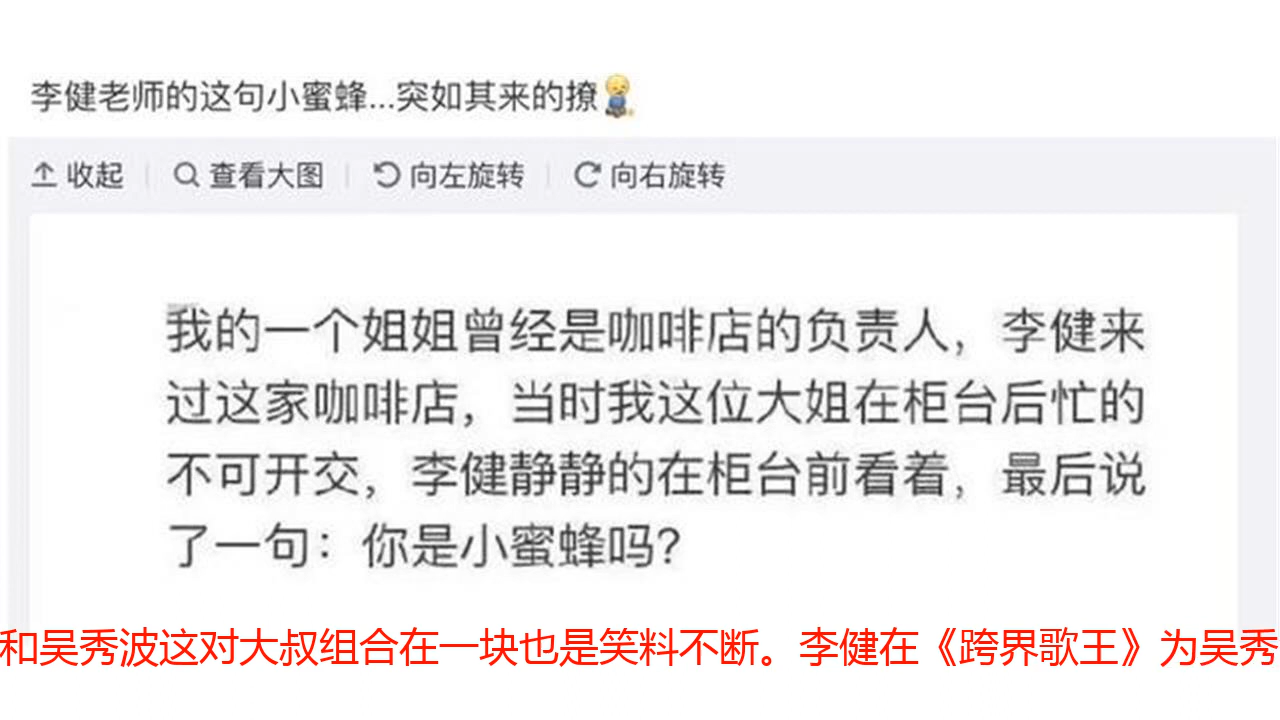 李健老师的这句小蜜蜂...突如其来的撩
收起 查看大图 向左旋转 向右旋转
我的一个姐姐曾经是咖啡店的负责人，李健来
过这家咖啡店，当时我这位大姐在柜台后忙的
不可开交，李健静静的在柜台前看着，最后说
了一句：你是小蜜蜂吗？
和吴秀波这对大叔组合在一块也是笑料不断。李健在《跨界歌王》为吴秀